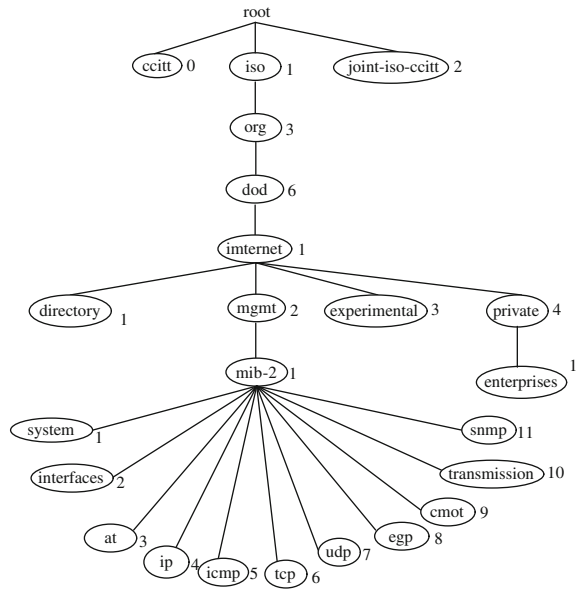 root
ccitt 0
iso 1
joint-iso-ccitt 2
org 3
dod 6
imternet 1
directory 1
mgmt 2
experimental 3
private 4
mib-2 1
enterprises 1
system 1
snmp 11
interfaces 2
transmission 10
at 3
ip 4
icmp 5
tcp 6
udp 7
egp 8
cmot 9